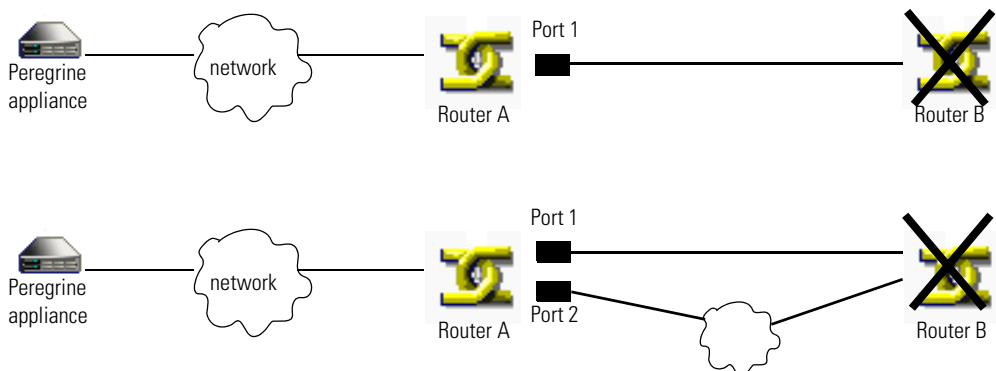 Port 1
Peregrine
appliance
network
Router A
Router B
Port 1
Peregrine
appliance
network
Router A
Port 2
Router B